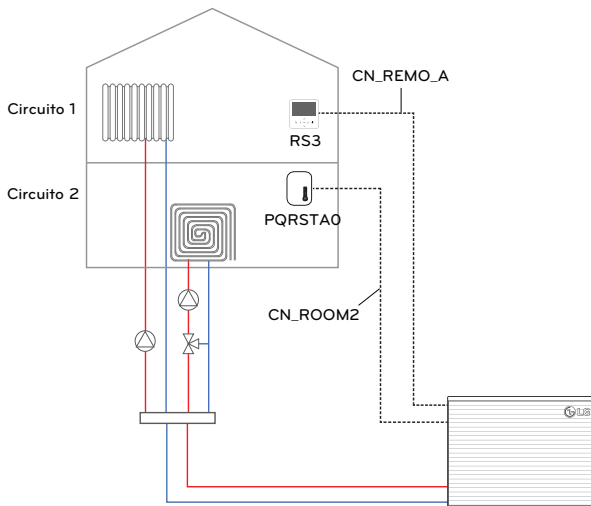 CN_REMO_A
Circuito 1
RS3
Circuito 2
PQRSTA0
CN_ROOM2
LG